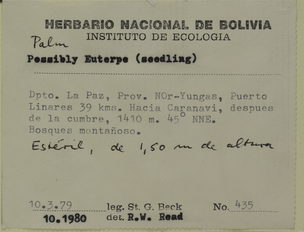 HERBARIO NACIONAL DE BOLIVIA
INSTITUTO DE ECOLOGIA
Palm
Possibly Euterpe (seedling)
Dpto. La Paz, Prov. NOr-Yungas, Puerto
Linares 39 kms. Hacia Caranavi, despues
de la cumbre, 1410 m. 45° NNE.
Bosques montañoso.
Estéril, de 1,50 m de altura
10.3.79 leg. St. G. Beck No. 435
10.1980 det. R.W. Read